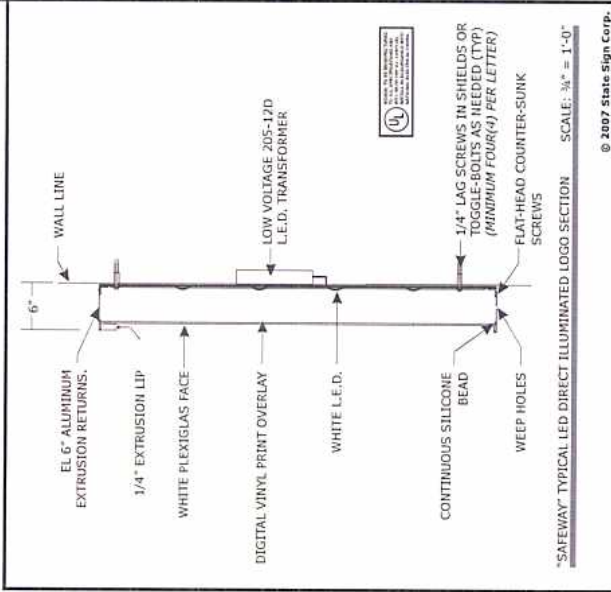 6"
WALL LINE
EL 6" ALUMINUM
EXTRUSION RETURNS.
1/4" EXTRUSION LIP
WHITE PLEXIGLAS FACE
LOW VOLTAGE 205-12D
L.E.D. TRANSFORMER
DIGITAL VINYL PRINT OVERLAY
WHITE L.E.D.
UL
1/4" LAG SCREWS IN SHIELDS OR
TOGGLE-BOLTS AS NEEDED (TYP)
(MINIMUM FOUR(4) PER LETTER)
CONTINUOUS SILICONE
BEAD
FLAT-HEAD COUNTER-SUNK
SCREWS
WEEP HOLES
"SAFEWAY" TYPICAL LED DIRECT ILLUMINATED LOGO SECTION SCALE: ¾" = 1'-0"
© 2007 State Sign Corp.